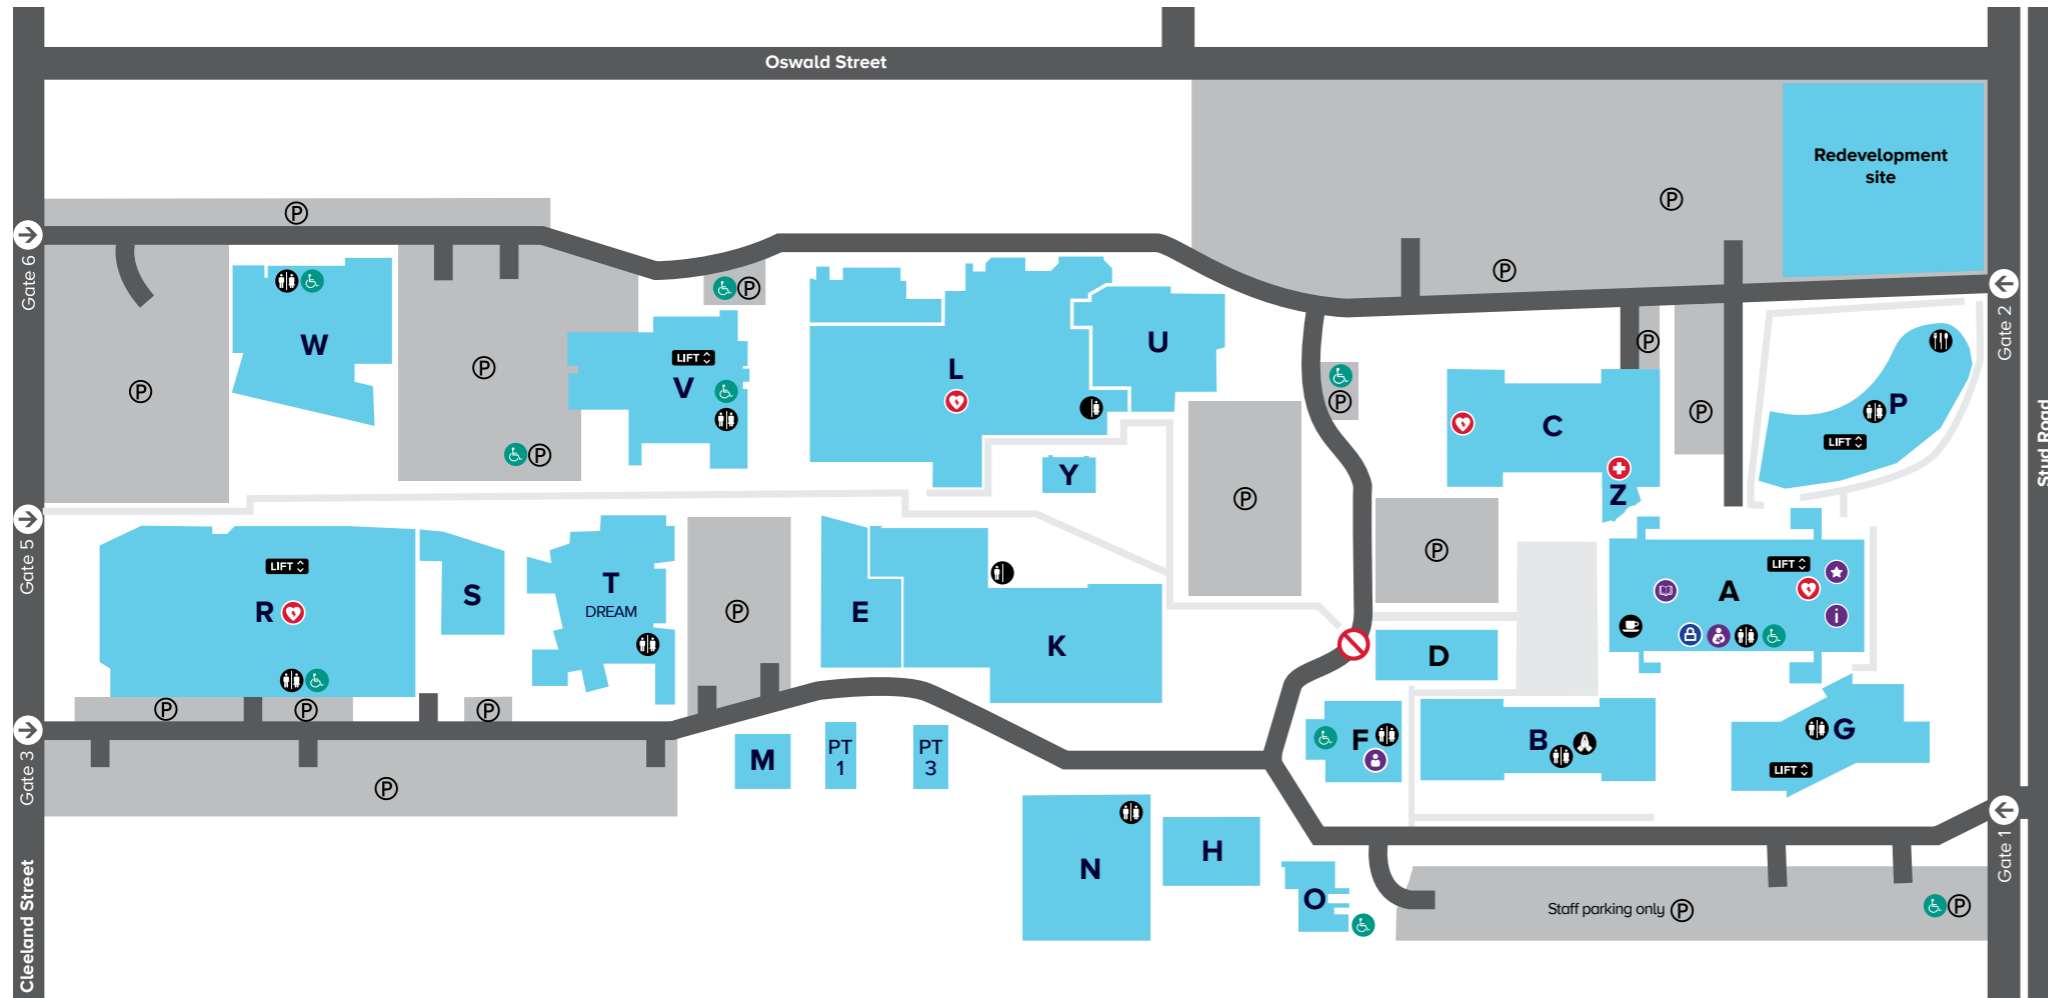 Oswald Street
Redevelopment
site
P
P
P
Gate 6
Gate 2
W
P
P
P
LIFT
V
P
L
U
P
P
C
P
P
LIFT
P
Stud Road
Y
P
Z
P
Gate 5
LIFT
R
S
T
DREAM
P
E
K
D
LIFT
A
i
P
P
P
Gate 3
P
M
PT
1
PT
3
F
B
G
LIFT
N
H
O
Gate 1
Staff parking only P
P
Cleeland Street